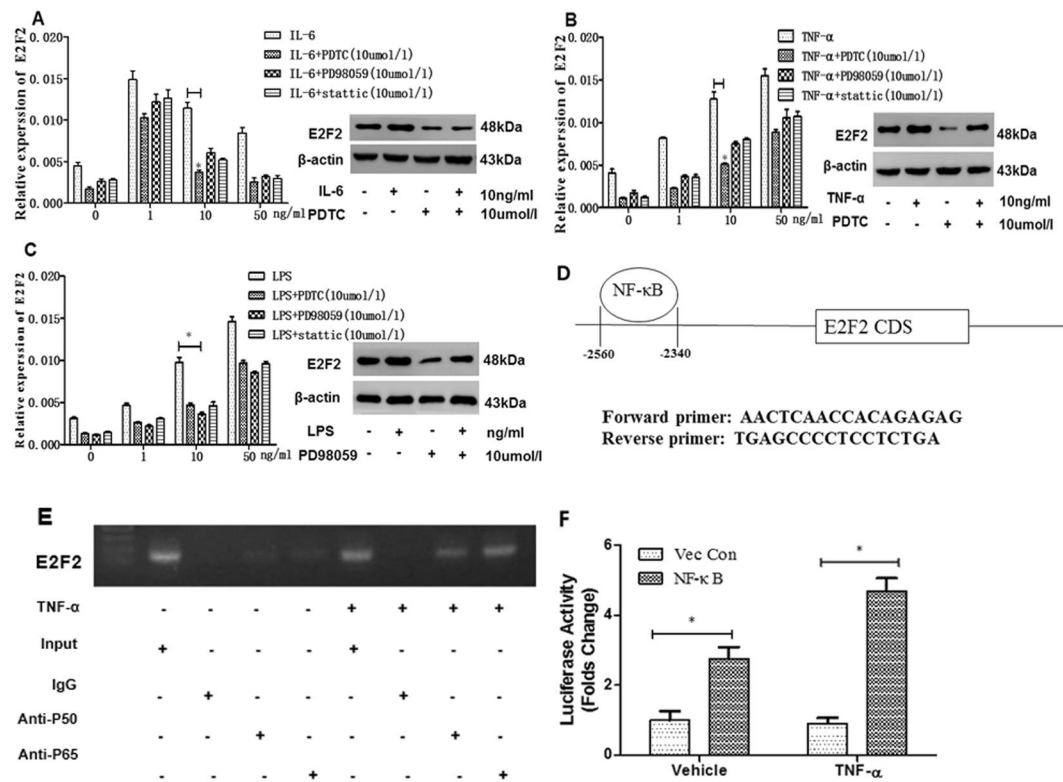 A
Relative experssion of E2F2
0.020
0.015
0.010
0.005
0.000
0 1 10 50 ng/ml
IL-6
IL-6+PDTC(10umol/l)
IL-6+PD98059(10umol/l)
IL-6+stattic(10umol/l)
*
E2F2 48kDa
β-actin 43kDa
IL-6 - + - + 10ng/ml
PDTC - - + + 10umol/l
B
Relative experssion of E2F2
0.020
0.015
0.010
0.005
0.000
0 1 10 50 ng/ml
TNF-α
TNF-α+PDTC(10umol/l)
TNF-α+PD98059(10umol/l)
TNF-α+stattic(10umol/l)
*
E2F2 48kDa
β-actin 43kDa
TNF-α - + - + 10ng/ml
PDTC - - + + 10umol/l
C
Relative experssion of E2F2
0.020
0.015
0.010
0.005
0.000
0 1 10 50 ng/ml
LPS
LPS+PDTC(10umol/l)
LPS+PD98059(10umol/l)
LPS+stattic(10umol/l)
*
E2F2 48kDa
β-actin 43kDa
LPS - + - + ng/ml
PD98059 - - + + 10umol/l
D
NF-κB
E2F2 CDS
-2560 -2340
Forward primer: AACTCAACCACAGAGAG
Reverse primer: TGAGCCCCTCCTCTGA
E
E2F2
TNF-α - - - - + + + +
Input + - - - + - - -
IgG - + - - - + - -
Anti-P50 - - + - - - + -
Anti-P65 - - - + - - - +
F
Luciferase Activity
(Folds Change)
6
4
2
0
Vec Con
NF-κB
*
*
Vehicle TNF-α